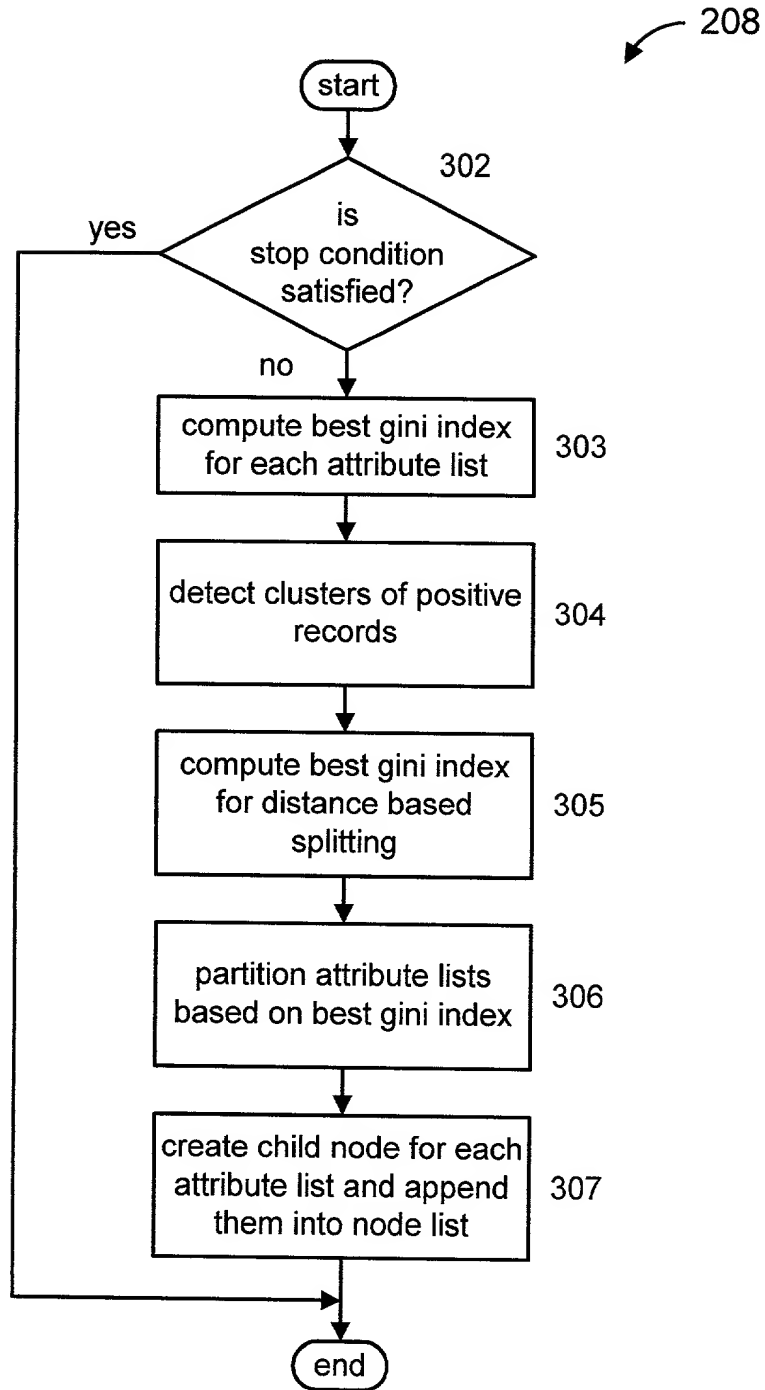 208
start
302
is
stop condition
satisfied?
yes
no
compute best gini index
for each attribute list
303
detect clusters of positive
records
304
compute best gini index
for distance based
splitting
305
partition attribute lists
based on best gini index
306
create child node for each
attribute list and append
them into node list
307
end